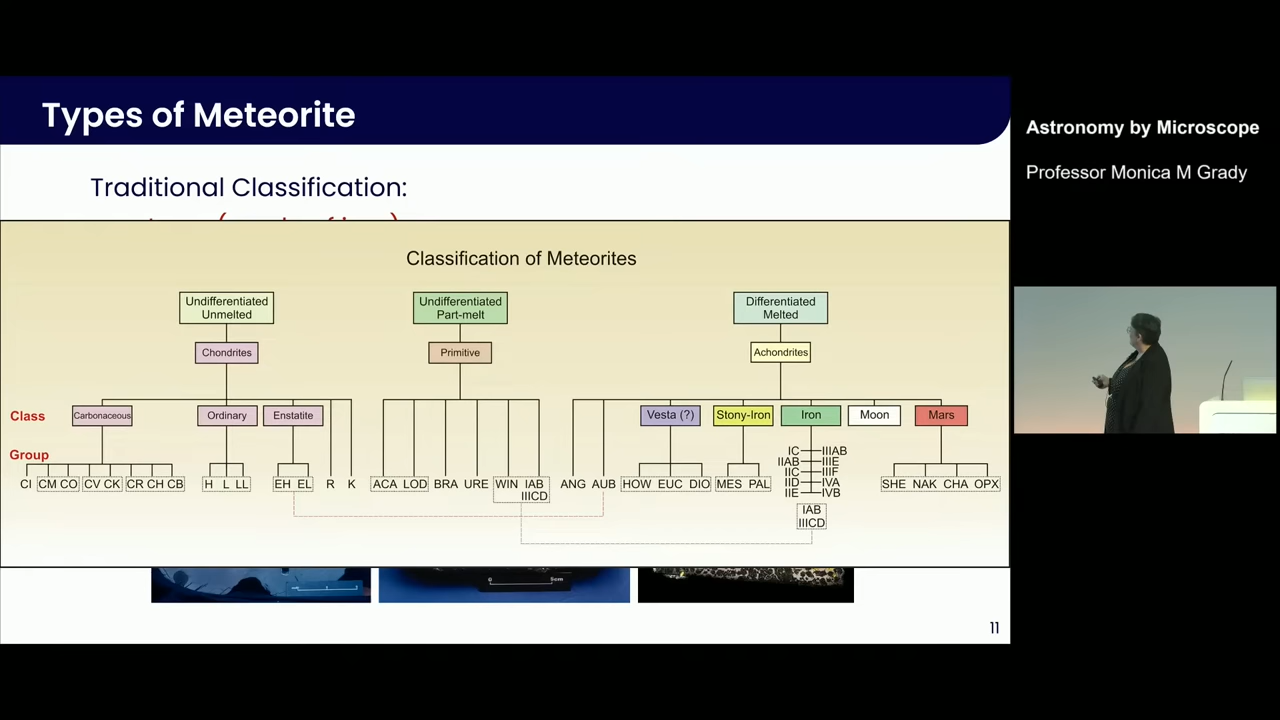 Types of Meteorite
Traditional Classification:
Classification of Meteorites
Undifferentiated
Unmelted
Undifferentiated
Part-melt
Differentiated
Melted
Chondrites
Primitive
Achondrites
Class
Carbonaceous
Ordinary
Enstatite
Vesta (?)
Stony-Iron
Iron
Moon
Mars
Group
CI CM CO CV CK CR CH CB
H L LL
EH EL
R K
ACA LOD BRA URE WIN IAB
IIICD
ANG AUB
HOW EUC DIO
MES PAL
IC IIIAB
IIAB IIIE
IIC IIIF
IID IVA
IIE IVB
IAB
IIICD
SHE NAK CHA OPX
0 5cm
11
Astronomy by Microscope
Professor Monica M Grady